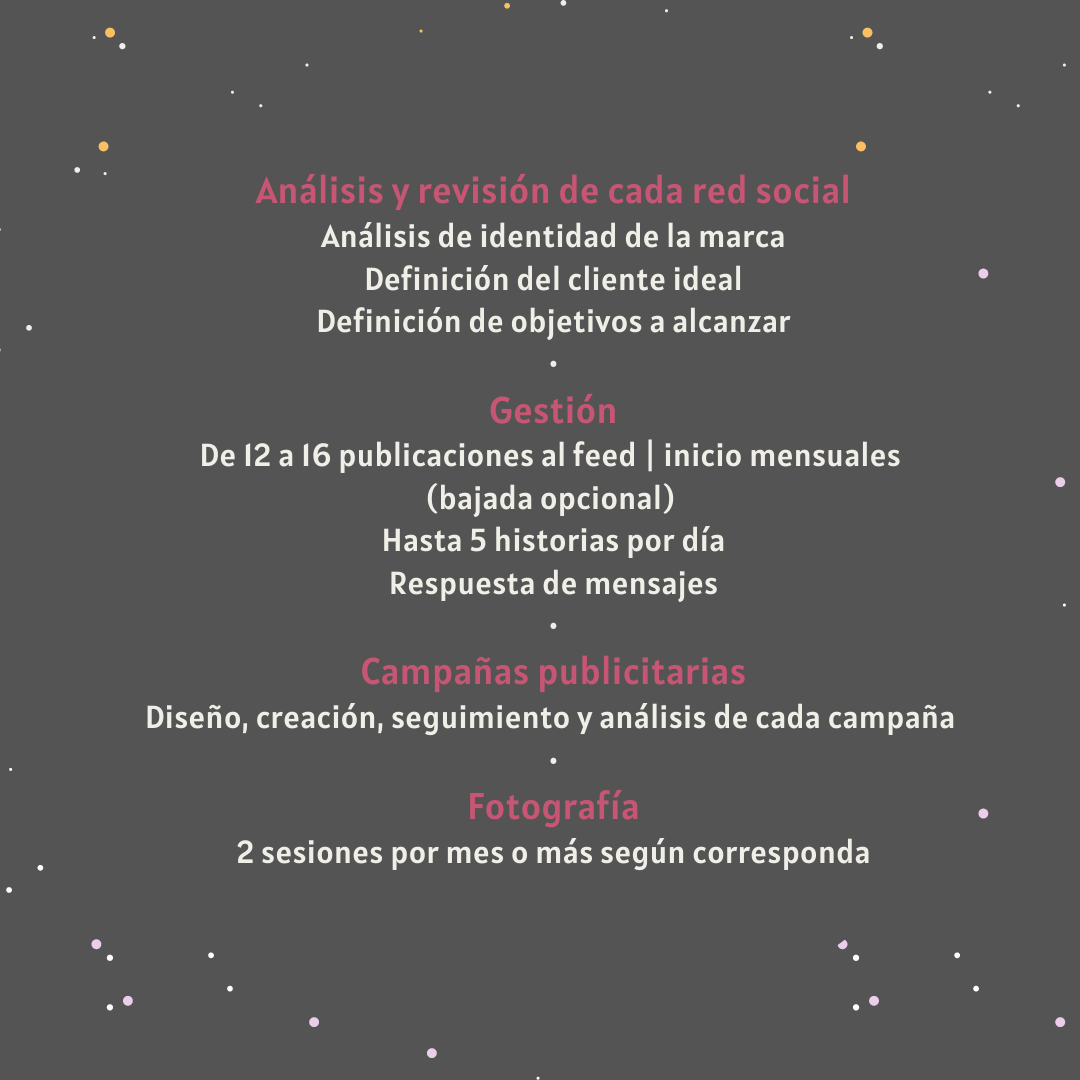 Análisis y revisión de cada red social
Análisis de identidad de la marca
Definición del cliente ideal
Definición de objetivos a alcanzar
•
Gestión
De 12 a 16 publicaciones al feed | inicio mensuales
(bajada opcional)
Hasta 5 historias por día
Respuesta de mensajes
•
Campañas publicitarias
Diseño, creación, seguimiento y análisis de cada campaña
•
Fotografía
2 sesiones por mes o más según corresponda